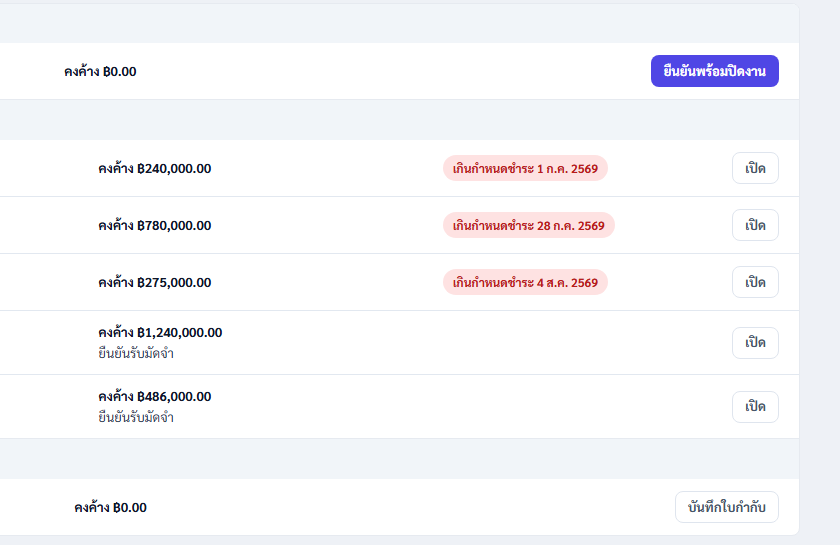 คงค้าง ฿0.00
ยืนยันพร้อมปิดงาน
คงค้าง ฿240,000.00
เกินกำหนดชำระ 1 ก.ค. 2569
เปิด
คงค้าง ฿780,000.00
เกินกำหนดชำระ 28 ก.ค. 2569
เปิด
คงค้าง ฿275,000.00
เกินกำหนดชำระ 4 ส.ค. 2569
เปิด
คงค้าง ฿1,240,000.00
ยืนยันรับมัดจำ
เปิด
คงค้าง ฿486,000.00
ยืนยันรับมัดจำ
เปิด
คงค้าง ฿0.00
บันทึกใบกำกับ